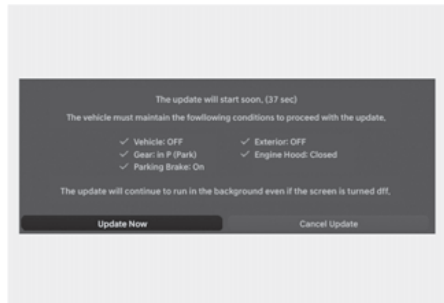 The update will start soon, (37 sec)
The vehicle must maintain the fowllowing conditions to proceed with the update,
✓ Vehicle: OFF ✓ Exterior: OFF
✓ Gear: in P (Park) ✓ Engine Hood: Closed
✓ Parking Brake: On
The update will continue to run in the background even if the screen is turned dff,
Update Now Cancel Update